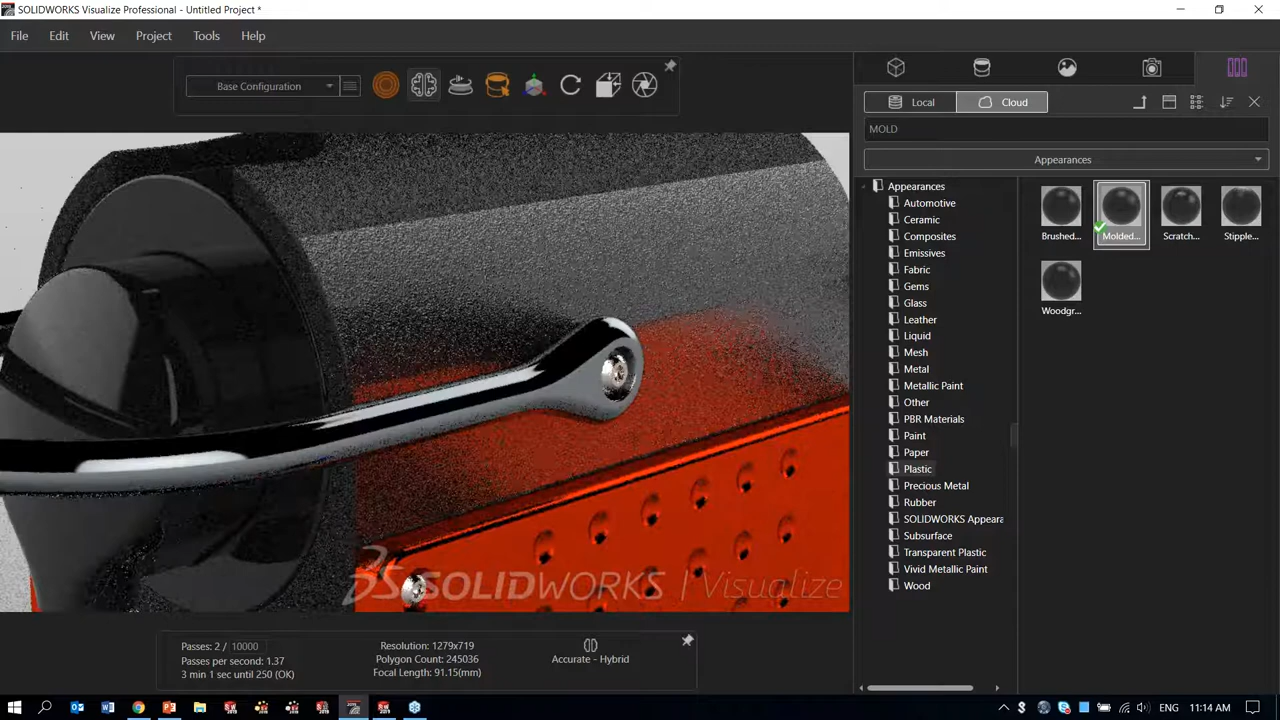 SOLIDWORKS Visualize Professional - Untitled Project *
File Edit View Project Tools Help
Base Configuration
Local Cloud
MOLD
Appearances
Appearances
Automotive
Ceramic
Composites
Emissives
Fabric
Gems
Glass
Leather
Liquid
Mesh
Metal
Metallic Paint
Other
PBR Materials
Paint
Paper
Plastic
Precious Metal
Rubber
SOLIDWORKS Appeara
Subsurface
Transparent Plastic
Vivid Metallic Paint
Wood
Brushed... Molded... Scratch... Stipple...
Woodgr...
SOLIDWORKS | Visualize
Passes: 2 / 10000
Passes per second: 1.37
3 min 1 sec until 250 (OK)
Resolution: 1279x719
Polygon Count: 245036
Focal Length: 91.15(mm)
Accurate - Hybrid
ENG 11:14 AM